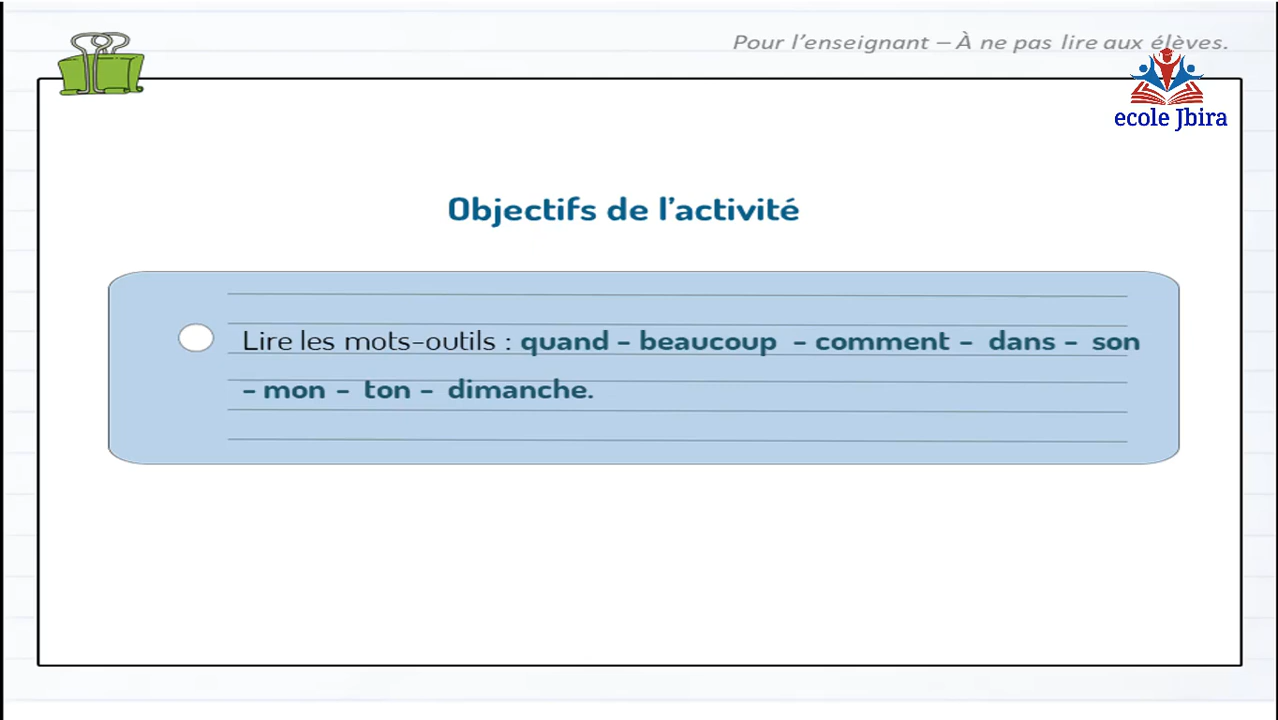 Pour l'enseignant – À ne pas lire aux élèves.
ecole Jbira
Objectifs de l'activité
Lire les mots-outils : quand – beaucoup – comment – dans – son
– mon – ton – dimanche.